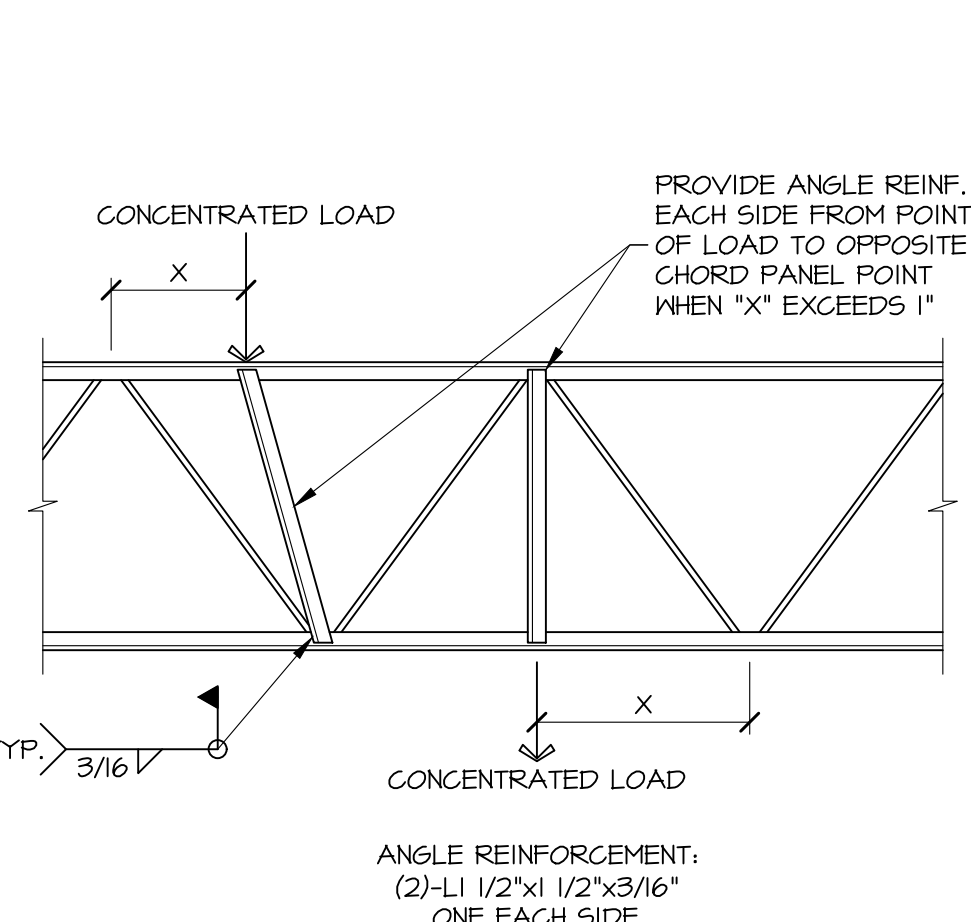 PROVIDE ANGLE REINF.
EACH SIDE FROM POINT
OF LOAD TO OPPOSITE
CHORD PANEL POINT
WHEN "X" EXCEEDS 1"
CONCENTRATED LOAD
X
X
YP.
3/16
CONCENTRATED LOAD
ANGLE REINFORCEMENT:
(2)-L1 1/2"x1 1/2"x3/16"
ONE EACH SIDE